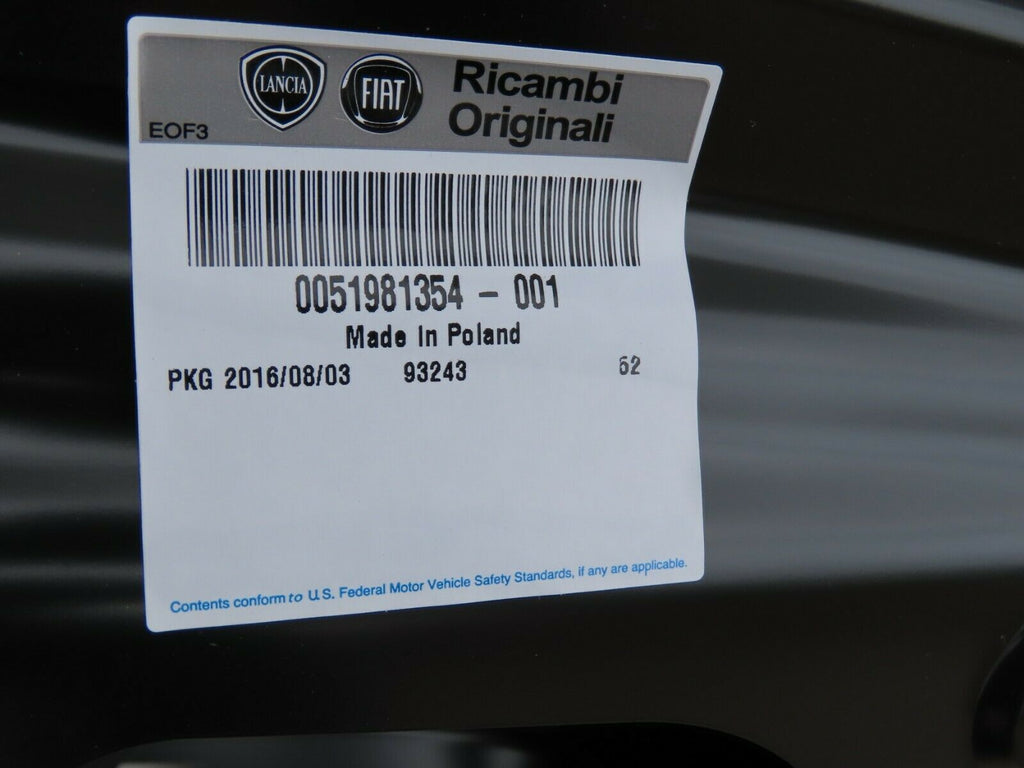 LANCIA
FIAT
Ricambi
Originali
EOF3
0051981354 - 001
Made In Poland
PKG 2016/08/03 93243 62
Contents conform to U.S. Federal Motor Vehicle Safety Standards, if any are applicable.